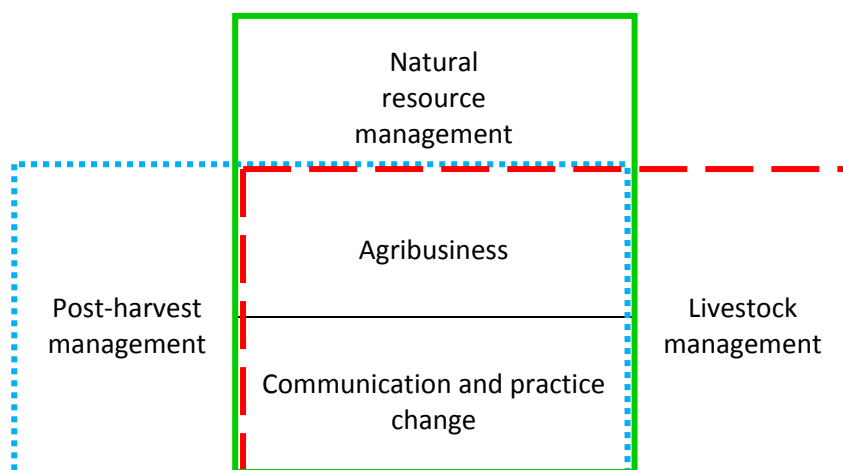 Natural
resource
management
Agribusiness
Post-harvest
management
Livestock
management
Communication and practice
change